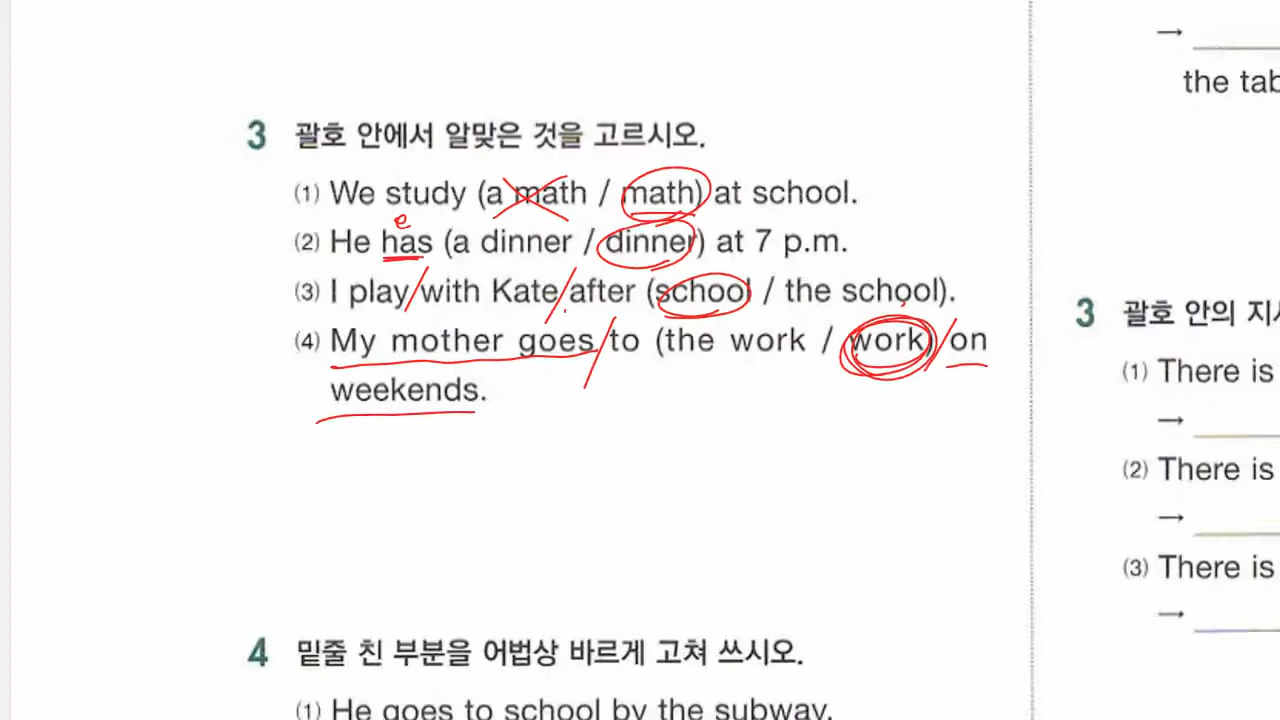 3 괄호 안에서 알맞은 것을 고르시오.
(1) We study (a math / math) at school.
e
(2) He has (a dinner / dinner) at 7 p.m.
(3) I play with Kate after (school / the school).
(4) My mother goes to (the work / work) on
weekends.
4 밑줄 친 부분을 어법상 바르게 고쳐 쓰시오.
(1) He goes to school by the subway.
→
the tab
3 괄호 안의 지시
(1) There is
→
(2) There is
→
(3) There is
→